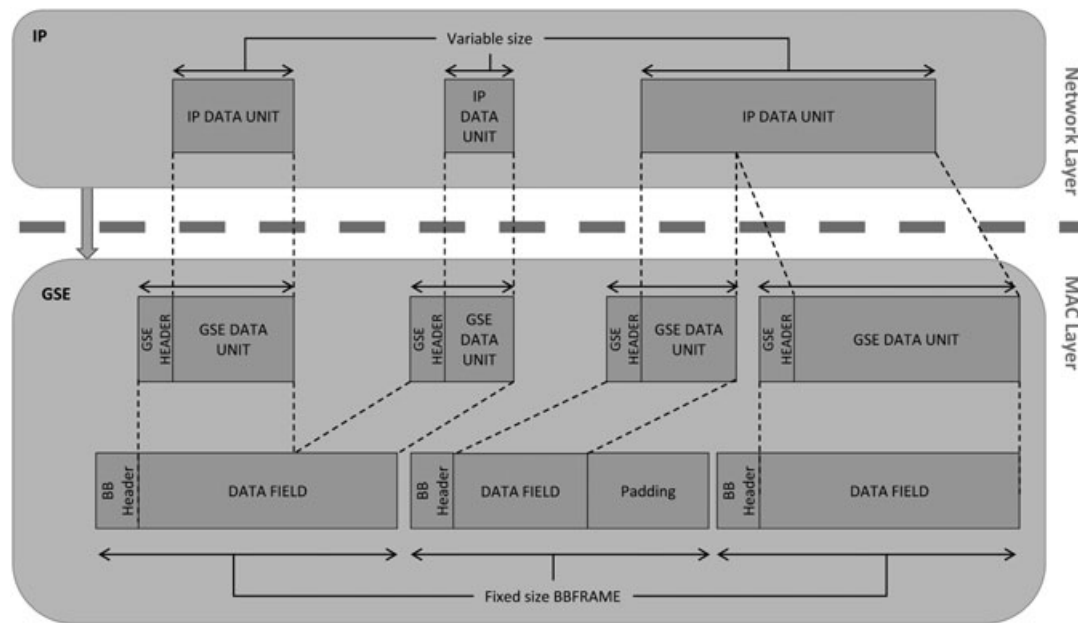 IP
Variable size
IP DATA UNIT
IP
DATA
UNIT
IP DATA UNIT
Network Layer
GSE
GSE
HEADER
GSE DATA
UNIT
GSE
HEADER
GSE
DATA
UNIT
GSE
HEADER
GSE DATA
UNIT
GSE
HEADER
GSE DATA UNIT
MAC Layer
BB
Header
DATA FIELD
BB
Header
DATA FIELD
Padding
BB
Header
DATA FIELD
Fixed size BBFRAME